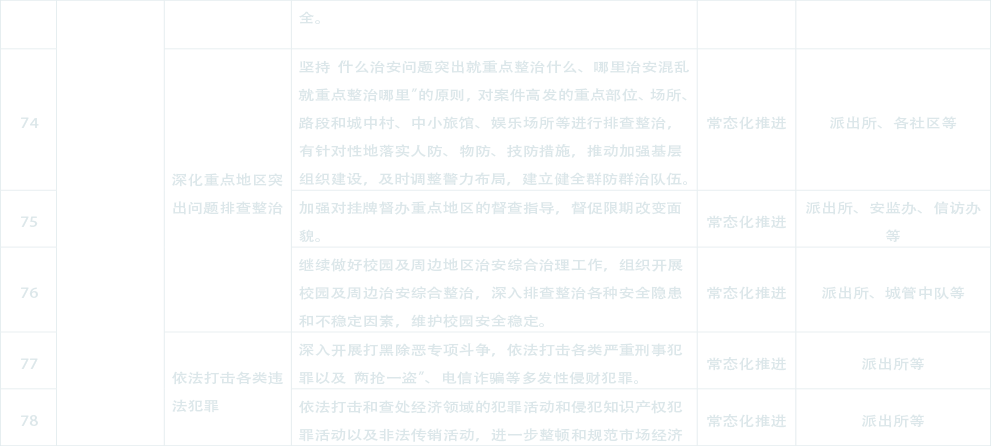 全。
74
深化重点地区突
出问题排查整治
坚持 什么治安问题突出就重点整治什么、哪里治安混乱
就重点整治哪里"的原则，对案件高发的重点部位、场所、
路段和城中村、中小旅馆、娱乐场所等进行排查整治，
有针对性地落实人防、物防、技防措施，推动加强基层
组织建设，及时调整警力布局，建立健全群防群治队伍。
常态化推进
派出所、各社区等
75
加强对挂牌督办重点地区的督查指导，督促限期改变面
貌。
常态化推进
派出所、安监办、信访办
等
76
继续做好校园及周边地区治安综合治理工作，组织开展
校园及周边治安综合整治，深入排查整治各种安全隐患
和不稳定因素，维护校园安全稳定。
常态化推进
派出所、城管中队等
77
依法打击各类违
法犯罪
深入开展打黑除恶专项斗争，依法打击各类严重刑事犯
罪以及 两抢一盗"、电信诈骗等多发性侵财犯罪。
常态化推进
派出所等
78
依法打击和查处经济领域的犯罪活动和侵犯知识产权犯
罪活动以及非法传销活动，进一步整顿和规范市场经济
常态化推进
派出所等